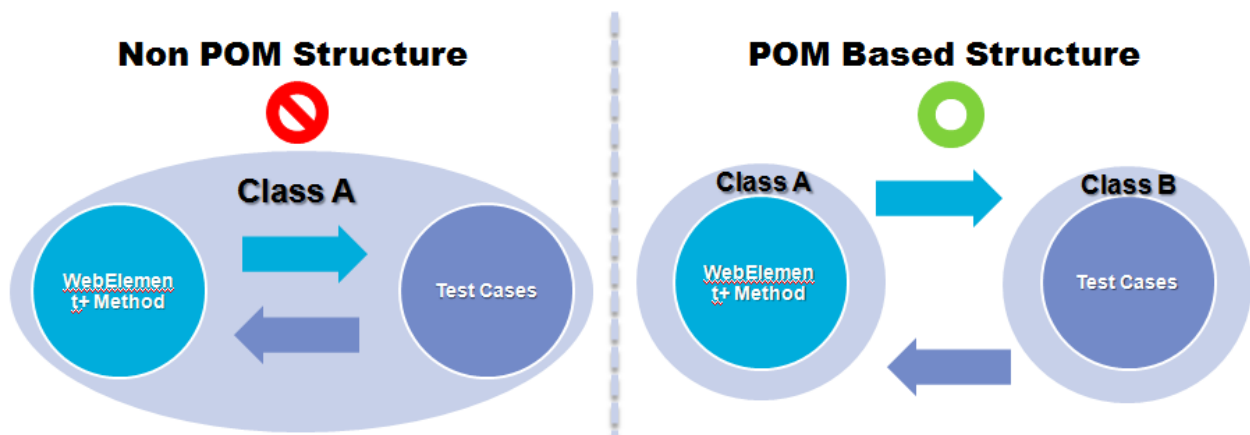 Non POM Structure
Class A
WebElemen
t+ Method
Test Cases
POM Based Structure
Class A
WebElemen
t+ Method
Class B
Test Cases